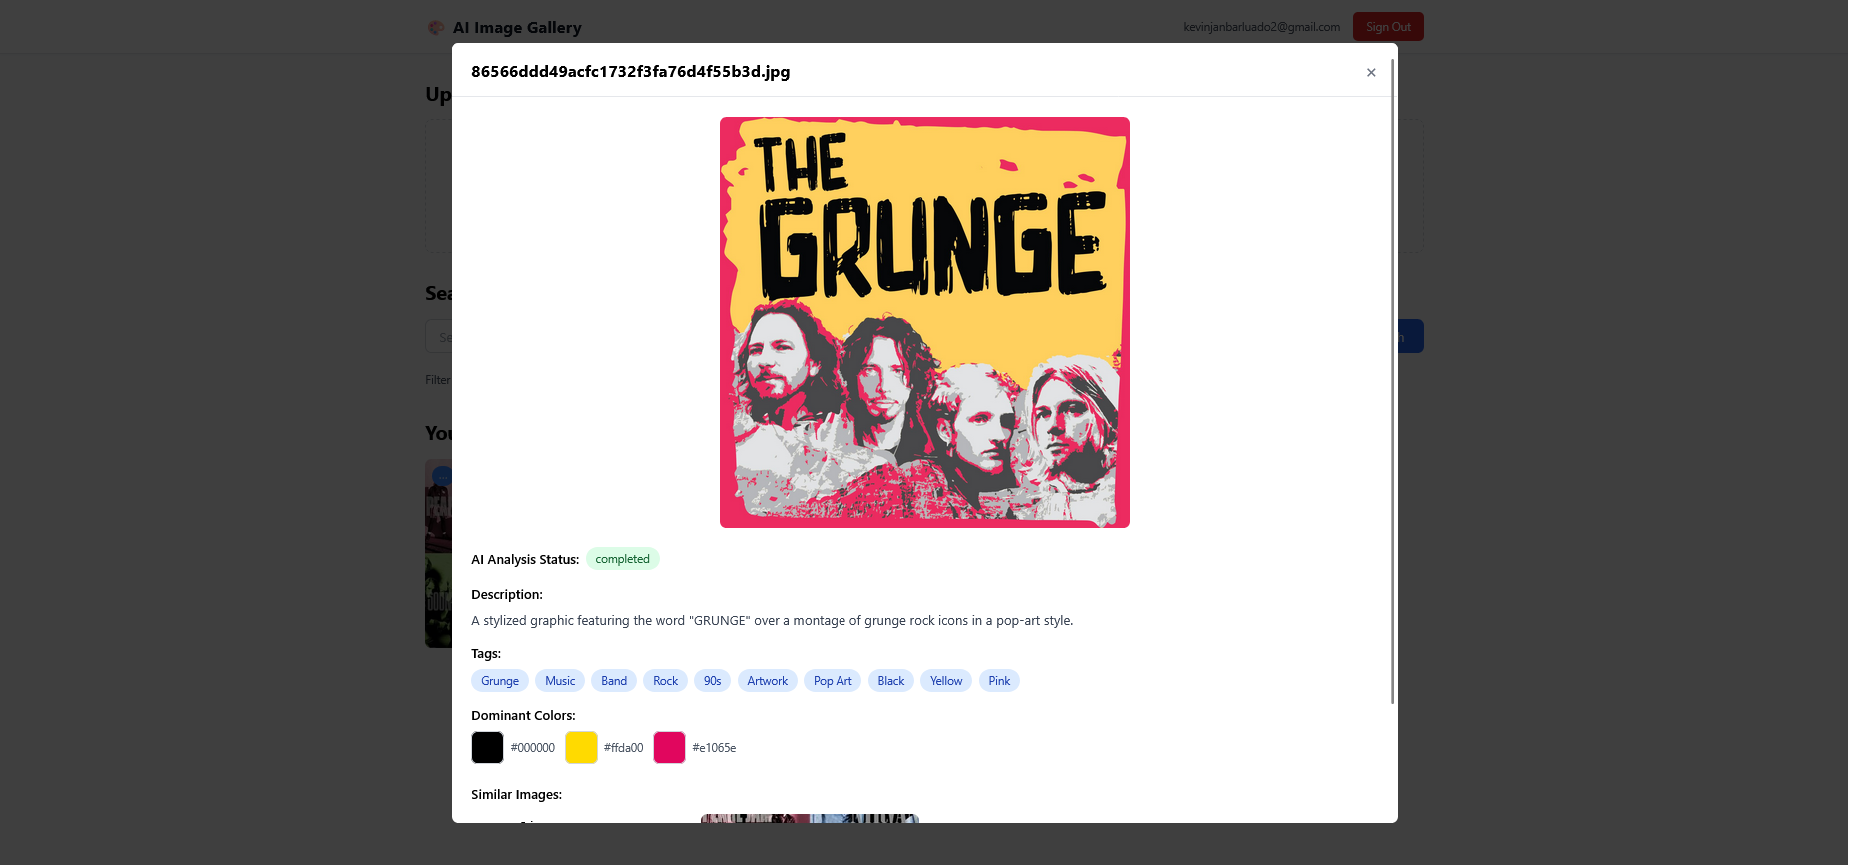 AI Image Gallery
kevinjanbarluado2@gmail.com
Sign Out
86566ddd49acfc1732f3fa76d4f55b3d.jpg
×
Up
THE
GRUNGE
Sea
Se
h
Filter
You
...
AI Analysis Status: completed
Description:
A stylized graphic featuring the word "GRUNGE" over a montage of grunge rock icons in a pop-art style.
Tags:
Grunge Music Band Rock 90s Artwork Pop Art Black Yellow Pink
Dominant Colors:
#000000 #ffda00 #e1065e
Similar Images: